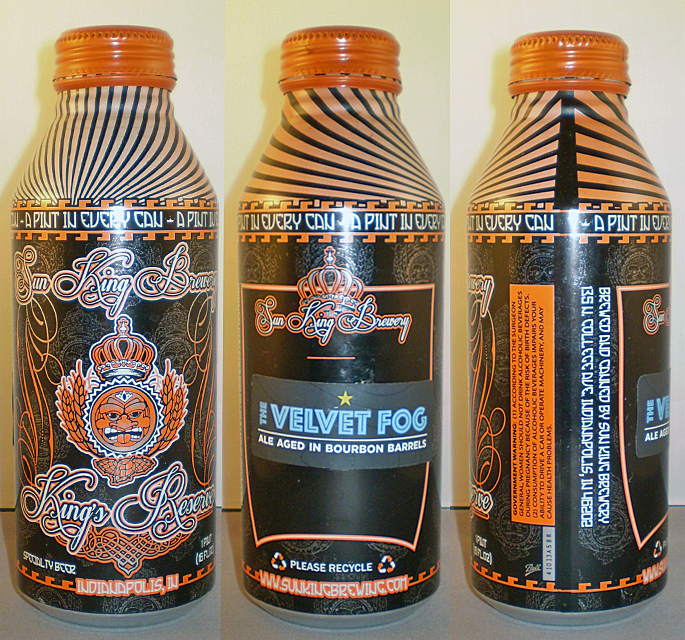 A PINT IN EVERY CAN - A PINT IN
Sun King Brewery
King's Reserve
1 PINT
(16 FL.OZ)
SPECIALTY BEER
INDIANAPOLIS, IN
INT IN EVERY CAN - A PINT IN EVERY
Sun King Brewery
THE VELVET FOG
ALE AGED IN BOURBON BARRELS
PLEASE RECYCLE
WWW.SUNKINGBREWING.COM
PINT IN EVERY CAN A PINT IN EVE
GOVERNMENT WARNING: (1) ACCORDING TO THE SURGEON
GENERAL, WOMEN SHOULD NOT DRINK ALCOHOLIC BEVERAGES
DURING PREGNANCY BECAUSE OF THE RISK OF BIRTH DEFECTS.
(2) CONSUMPTION OF ALCOHOLIC BEVERAGES IMPAIRS YOUR
ABILITY TO DRIVE A CAR OR OPERATE MACHINERY, AND MAY
CAUSE HEALTH PROBLEMS.
BREWED AND CANNED BY SUN KING BREWERY
135 N. COLLEGE AVE. INDIANAPOLIS, IN 46202
1 PINT
(16 FL.OZ)
Ball